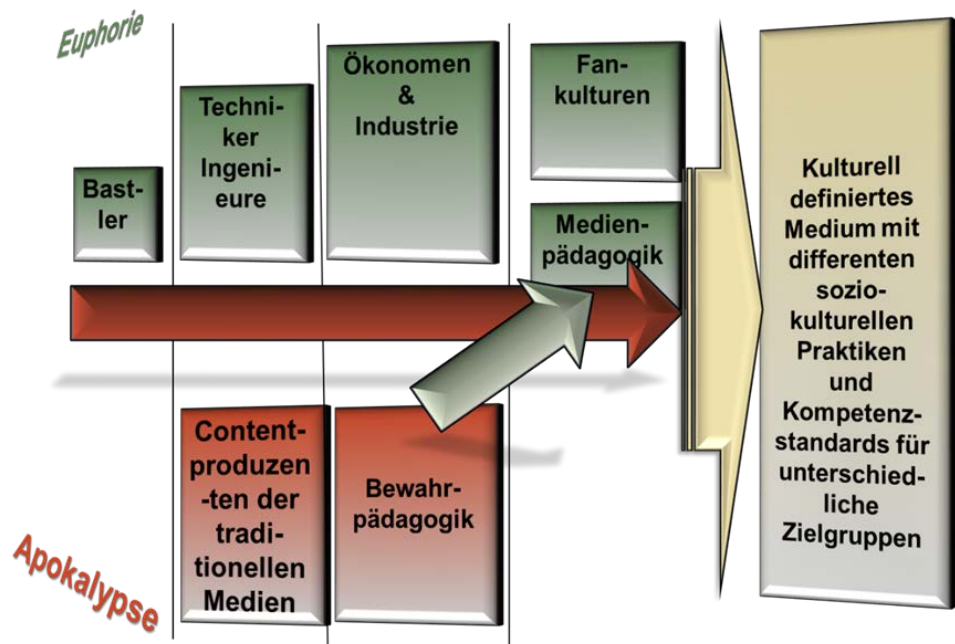 Euphorie
Bast-
ler
Techni-
ker
Ingeni-
eure
Ökonomen
&
Industrie
Fan-
kulturen
Medien-
pädagogik
Content-
produzen
-ten der
tradi-
tionellen
Medien
Bewahr-
pädagogik
Apokalypse
Kulturell
definiertes
Medium mit
differenten
sozio-
kulturellen
Praktiken
und
Kompetenz-
standards für
unterschied-
liche
Zielgruppen